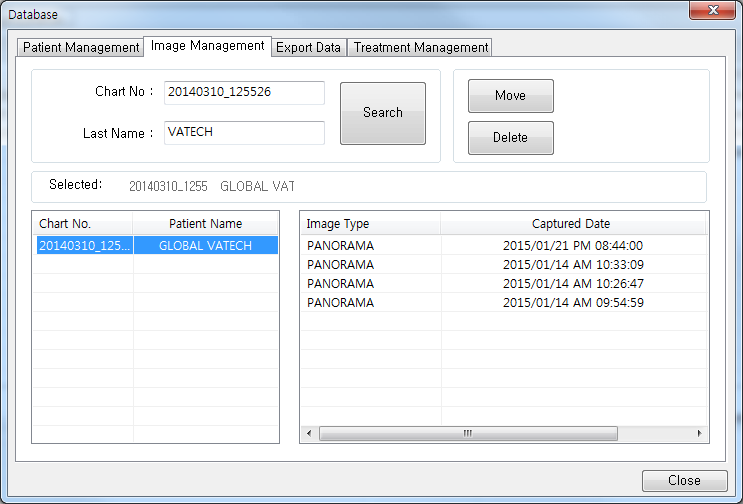 Database
Patient Management Image Management Export Data Treatment Management
Chart No : 20140310_125526
Last Name : VATECH
Search
Move
Delete
Selected: 20140310_1255 GLOBAL VAT
Chart No. Patient Name
20140310_125... GLOBAL VATECH
Image Type Captured Date
PANORAMA 2015/01/21 PM 08:44:00
PANORAMA 2015/01/14 AM 10:33:09
PANORAMA 2015/01/14 AM 10:26:47
PANORAMA 2015/01/14 AM 09:54:59
Close